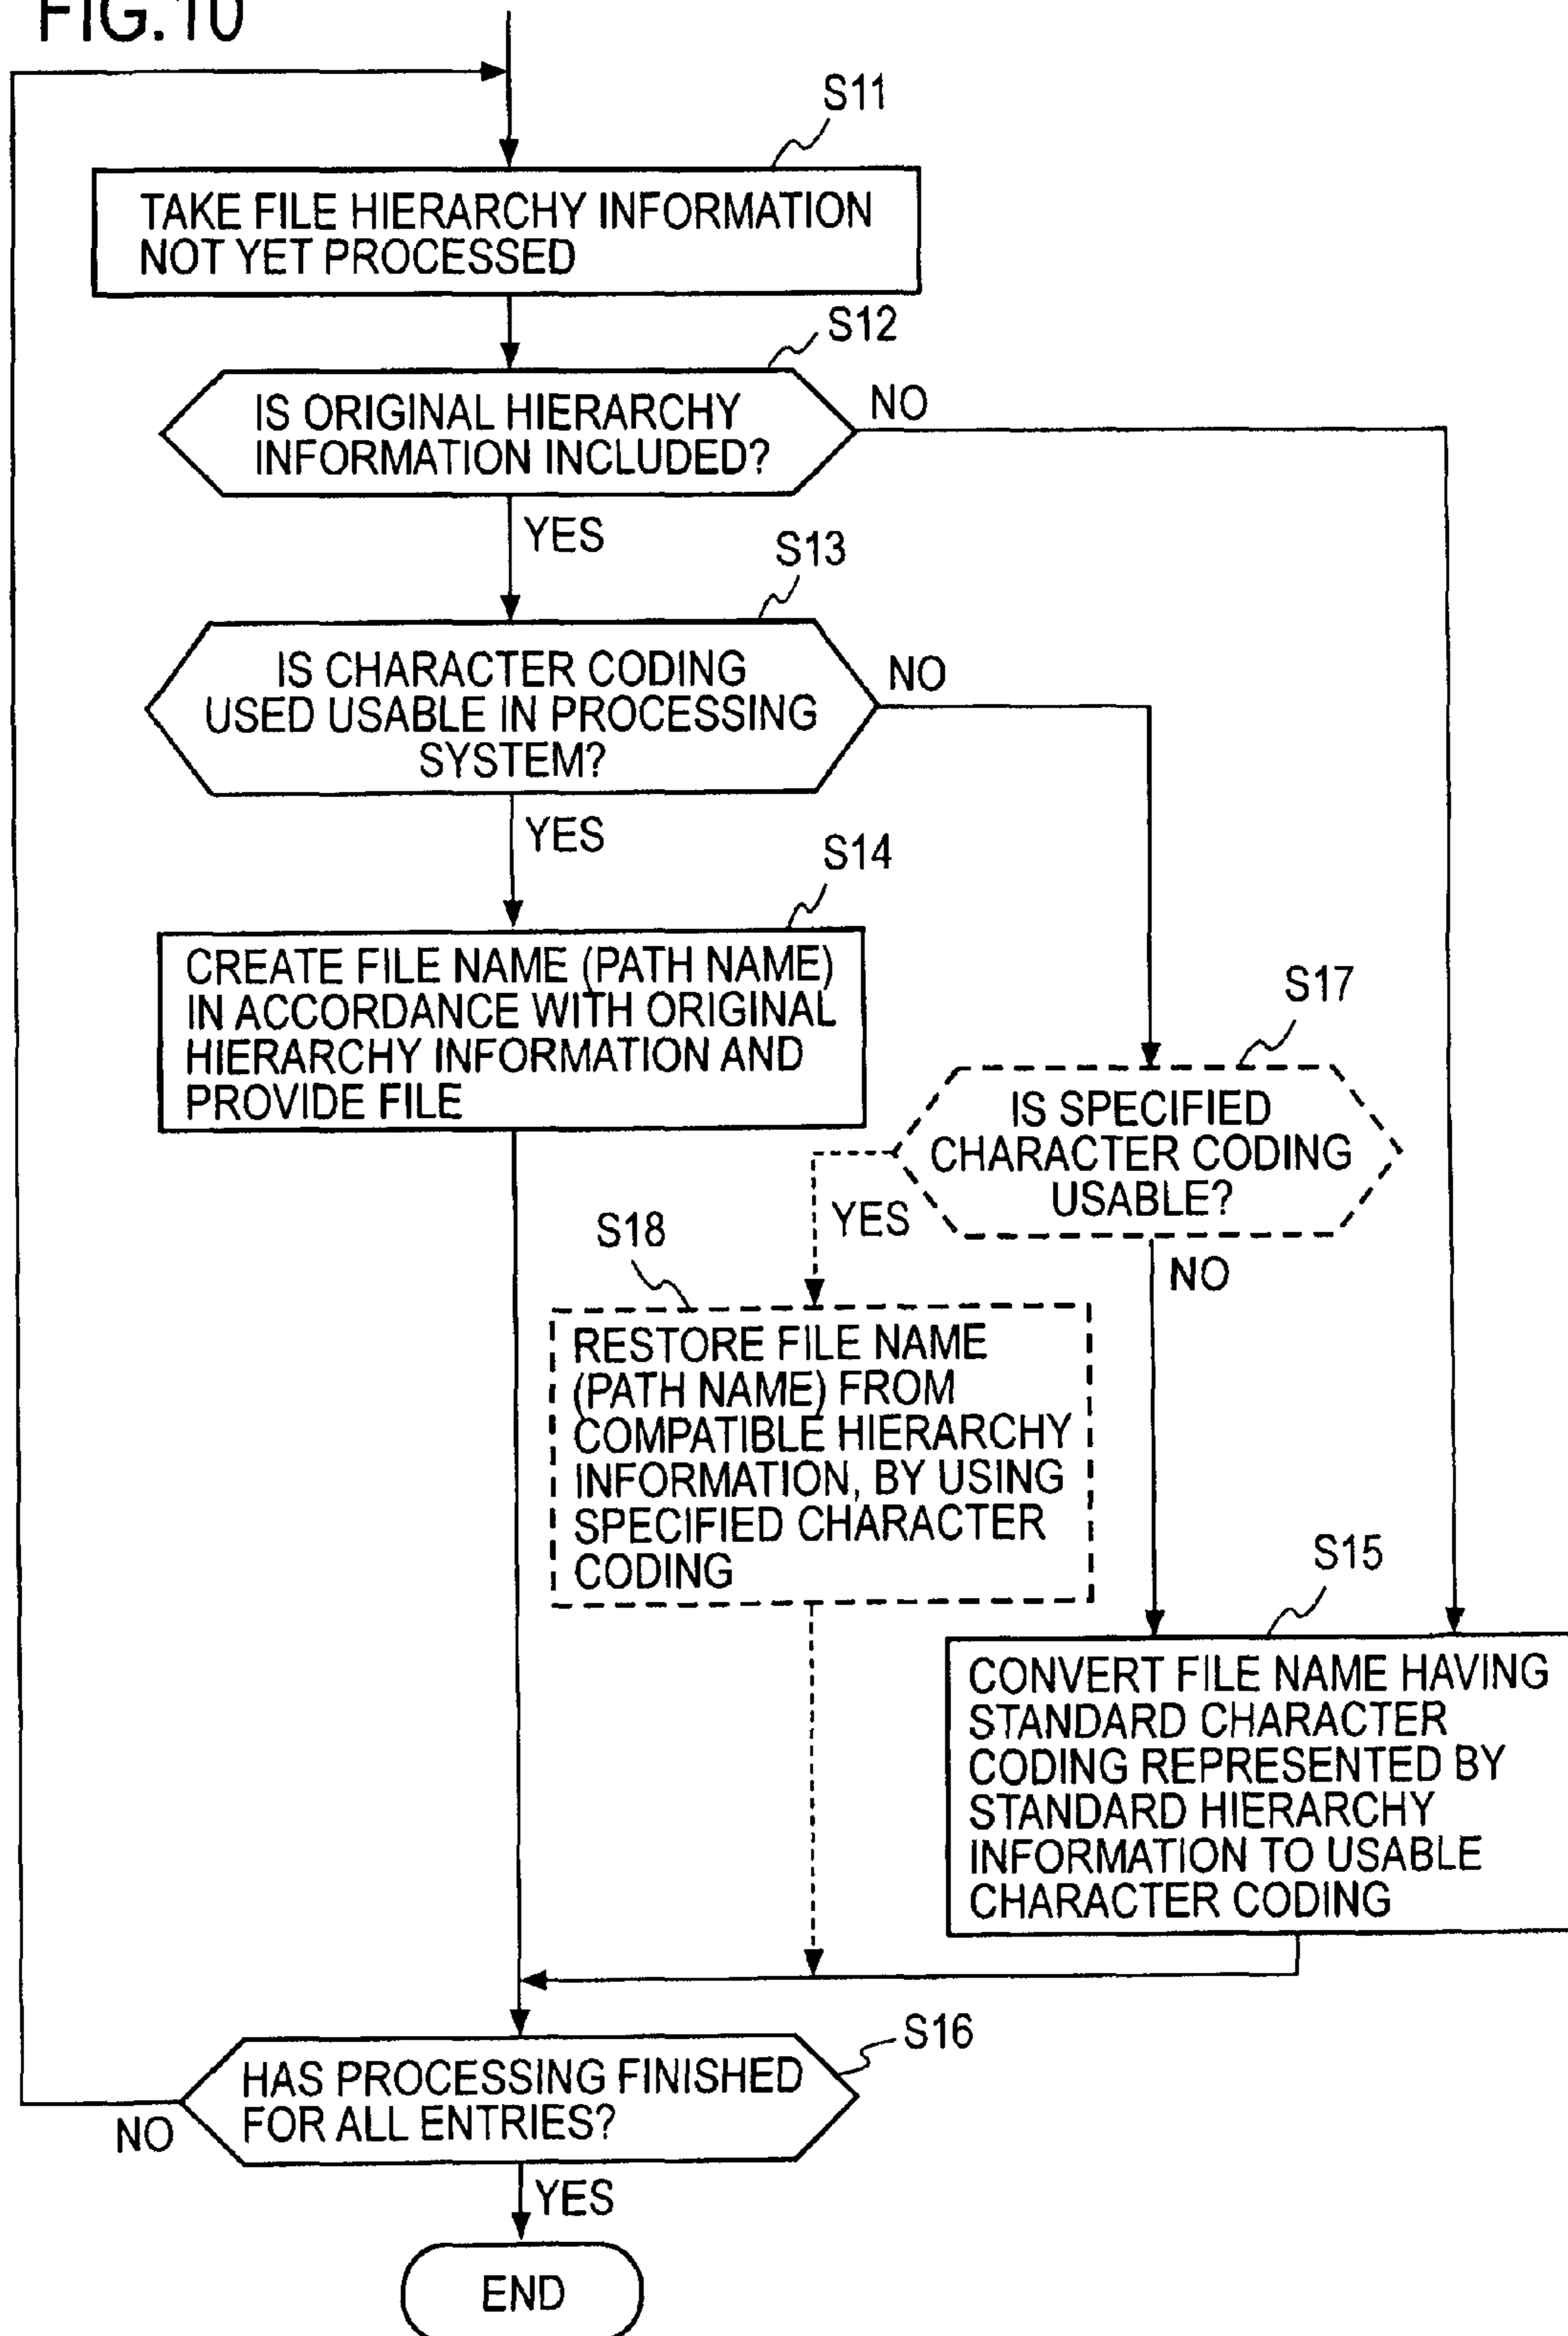 FIG.10
S11
TAKE FILE HIERARCHY INFORMATION
NOT YET PROCESSED
S12
IS ORIGINAL HIERARCHY
INFORMATION INCLUDED?
NO
YES
S13
IS CHARACTER CODING
USED USABLE IN PROCESSING
SYSTEM?
NO
YES
S14
CREATE FILE NAME (PATH NAME)
IN ACCORDANCE WITH ORIGINAL
HIERARCHY INFORMATION AND
PROVIDE FILE
S17
IS SPECIFIED
CHARACTER CODING
USABLE?
YES
NO
S18
RESTORE FILE NAME
(PATH NAME) FROM
COMPATIBLE HIERARCHY
INFORMATION, BY USING
SPECIFIED CHARACTER
CODING
S15
CONVERT FILE NAME HAVING
STANDARD CHARACTER
CODING REPRESENTED BY
STANDARD HIERARCHY
INFORMATION TO USABLE
CHARACTER CODING
S16
HAS PROCESSING FINISHED
FOR ALL ENTRIES?
NO
YES
END